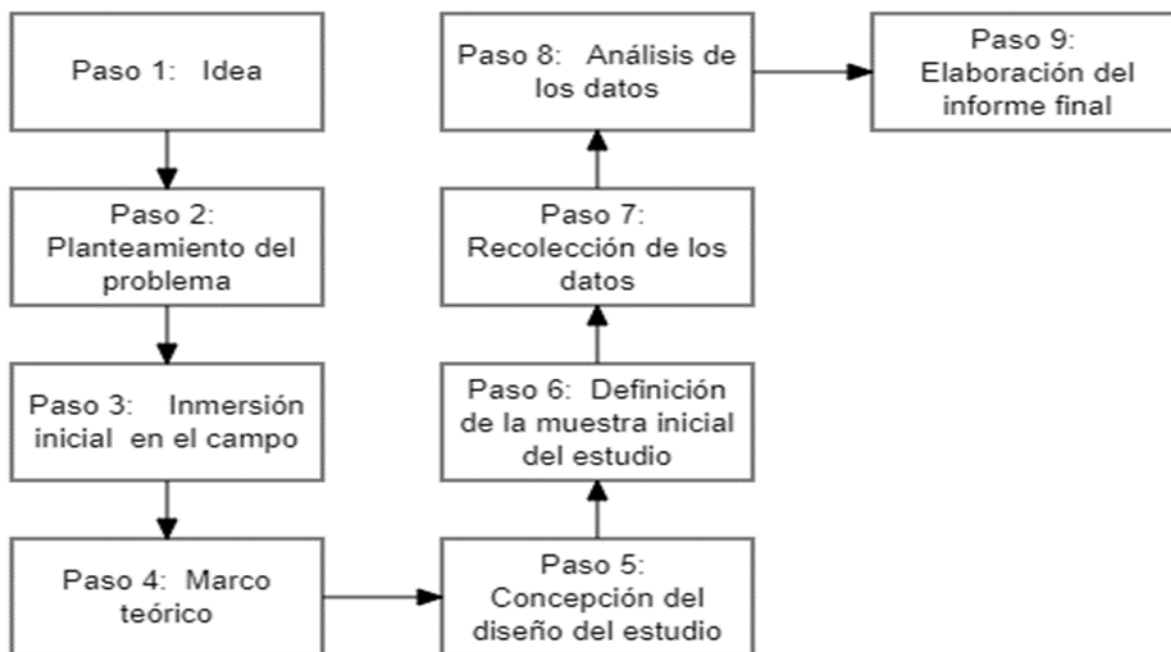 Paso 1: Idea
Paso 2:
Planteamiento del
problema
Paso 3: Inmersión
inicial en el campo
Paso 4: Marco
teórico
Paso 5:
Concepción del
diseño del estudio
Paso 6: Definición
de la muestra inicial
del estudio
Paso 7:
Recolección de los
datos
Paso 8: Análisis de
los datos
Paso 9:
Elaboración del
informe final